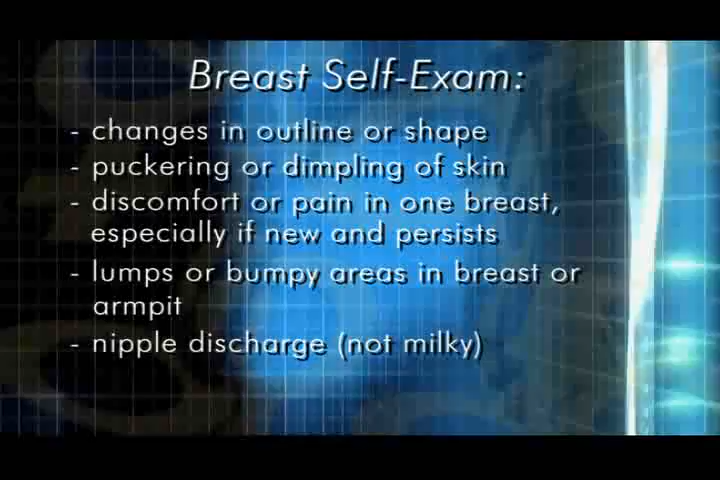 Breast Self-Exam:
- changes in outline or shape
- puckering or dimpling of skin
- discomfort or pain in one breast,
especially if new and persists
- lumps or bumpy areas in breast or
armpit
- nipple discharge (not milky)